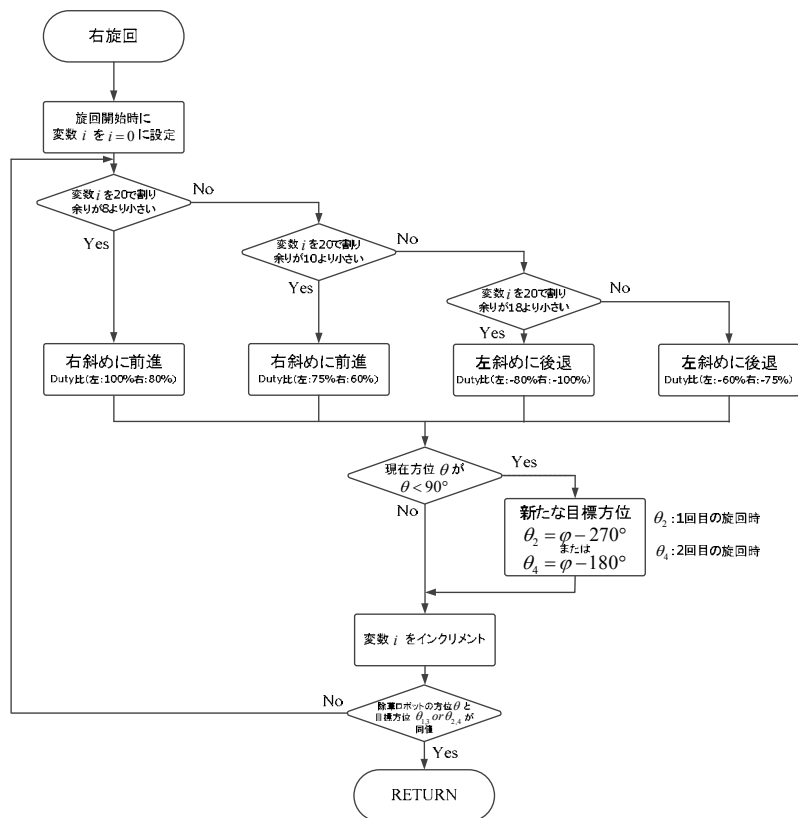 右旋回
旋回開始時に
変数 i を i=0 に設定
変数 i を20で割り
余りが8より小さい
No
Yes
変数 i を20で割り
余りが10より小さい
No
Yes
変数 i を20で割り
余りが18より小さい
No
Yes
右斜めに前進
Duty比(左:100%右:80%)
右斜めに前進
Duty比(左:75%右:60%)
左斜めに後退
Duty比(左:-80%右:-100%)
左斜めに後退
Duty比(左:-60%右:-75%)
現在方位 θ が
θ < 90°
Yes
No
新たな目標方位
θ₂ = φ − 270°
または
θ₄ = φ − 180°
θ₂ :1回目の旋回時
θ₄ :2回目の旋回時
変数 i をインクリメント
除草ロボットの方位θ と
目標方位 θ₁,₃ or θ₂,₄ が
同値
No
Yes
RETURN